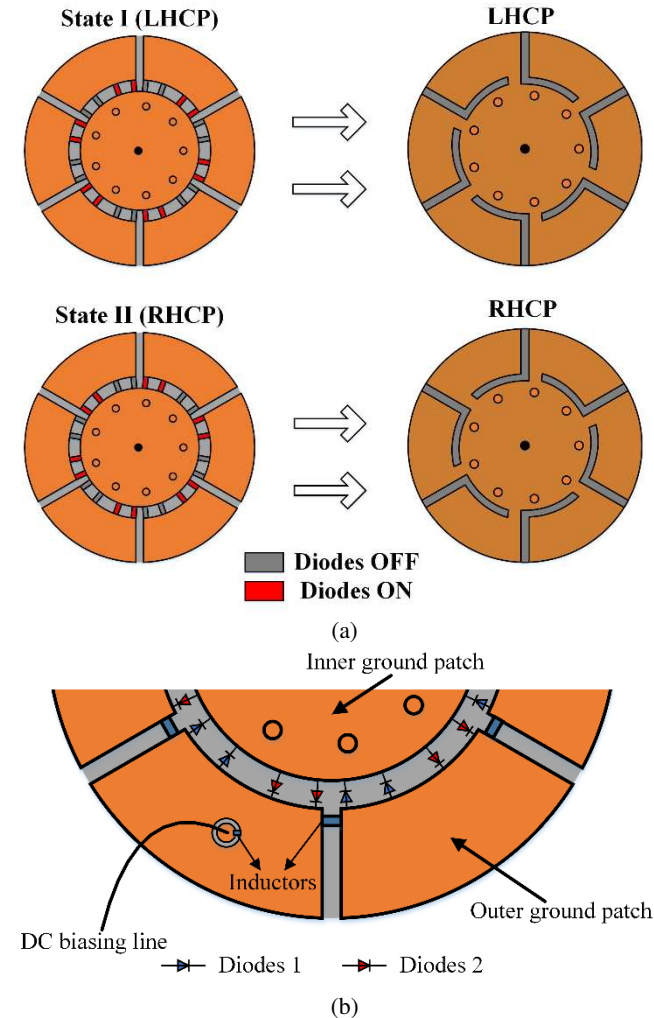 State I (LHCP)
LHCP
State II (RHCP)
RHCP
Diodes OFF
Diodes ON
(a)
Inner ground patch
Inductors
Outer ground patch
DC biasing line
Diodes 1
Diodes 2
(b)